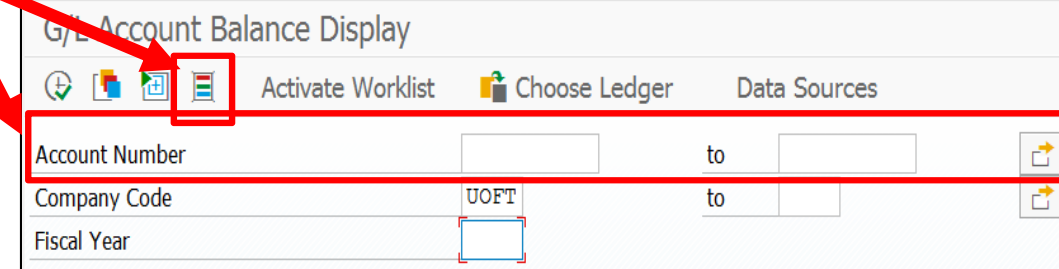 G/L Account Balance Display
Activate Worklist Choose Ledger Data Sources
Account Number to
Company Code UOFT to
Fiscal Year